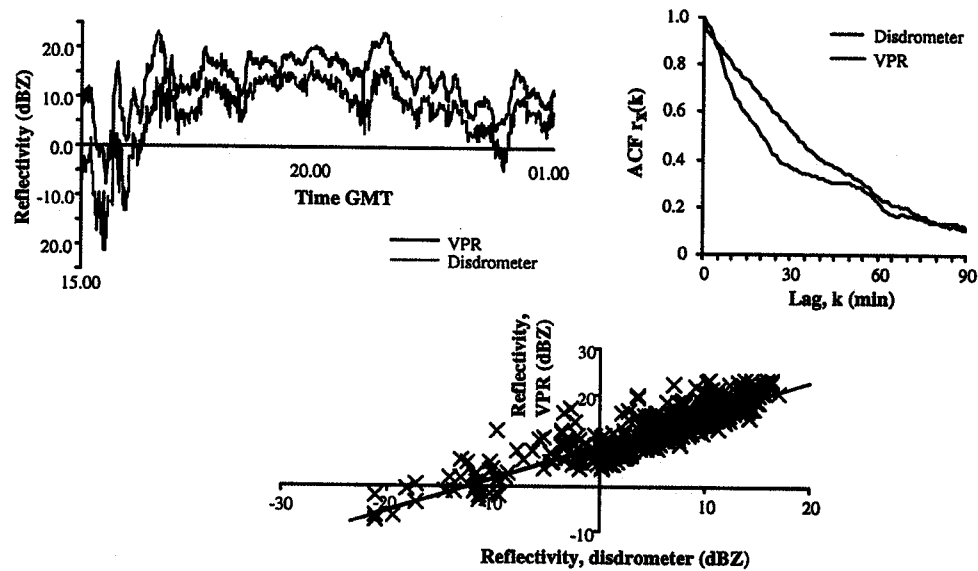 Reflectivity (dBZ)
20.0
10.0
0.0
-10.0
20.0
15.00
20.00
01.00
Time GMT
VPR
Disdrometer
ACF rx(k)
1.0
0.8
0.6
0.4
0.2
0
0
30
60
90
Lag, k (min)
Disdrometer
VPR
Reflectivity,
VPR (dBZ)
30
20
-10
-30
-20
-10
0
10
20
Reflectivity, disdrometer (dBZ)